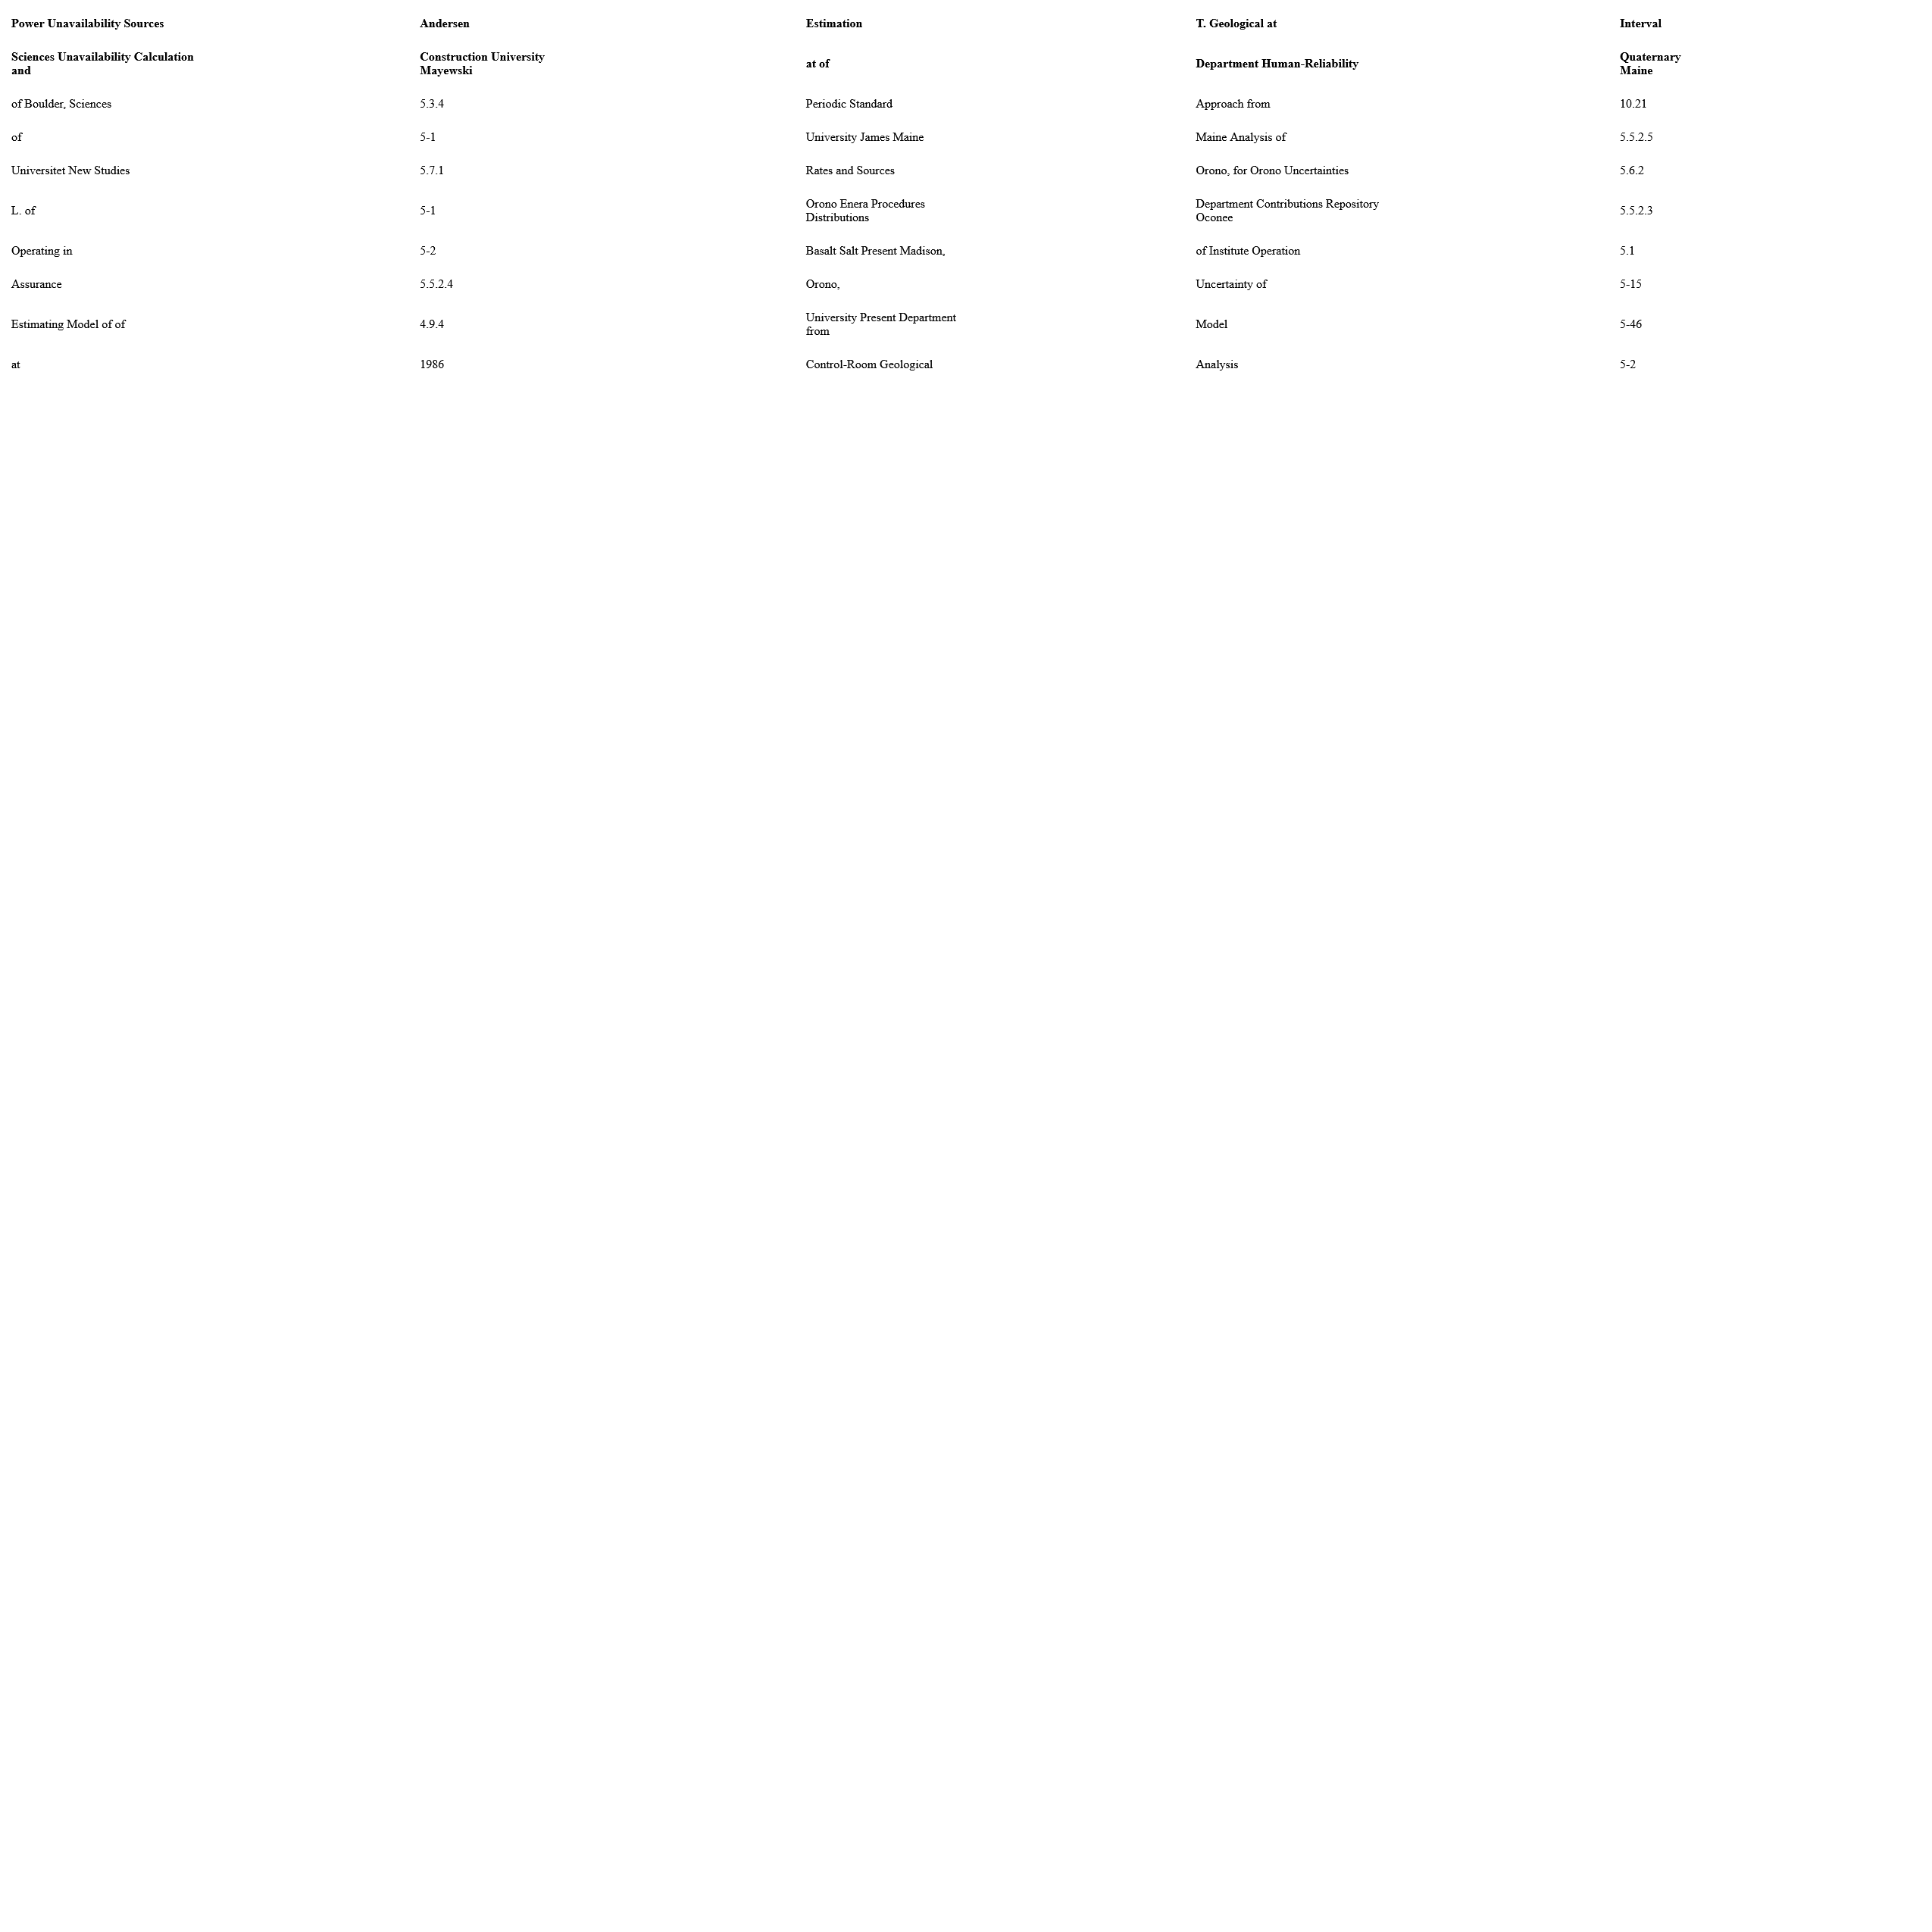 Power Unavailability Sources Andersen Estimation T. Geological at Interval
Sciences Unavailability Calculation and Construction University Mayewski at of Department Human-Reliability Quaternary Maine
of Boulder, Sciences 5.3.4 Periodic Standard Approach from 10.21
of 5-1 University James Maine Maine Analysis of 5.5.2.5
Universitet New Studies 5.7.1 Rates and Sources Orono, for Orono Uncertainties 5.6.2
L. of 5-1 Orono Enera Procedures Distributions Department Contributions Repository Oconee 5.5.2.3
Operating in 5-2 Basalt Salt Present Madison, of Institute Operation 5.1
Assurance 5.5.2.4 Orono, Uncertainty of 5-15
Estimating Model of of 4.9.4 University Present Department from Model 5-46
at 1986 Control-Room Geological Analysis 5-2